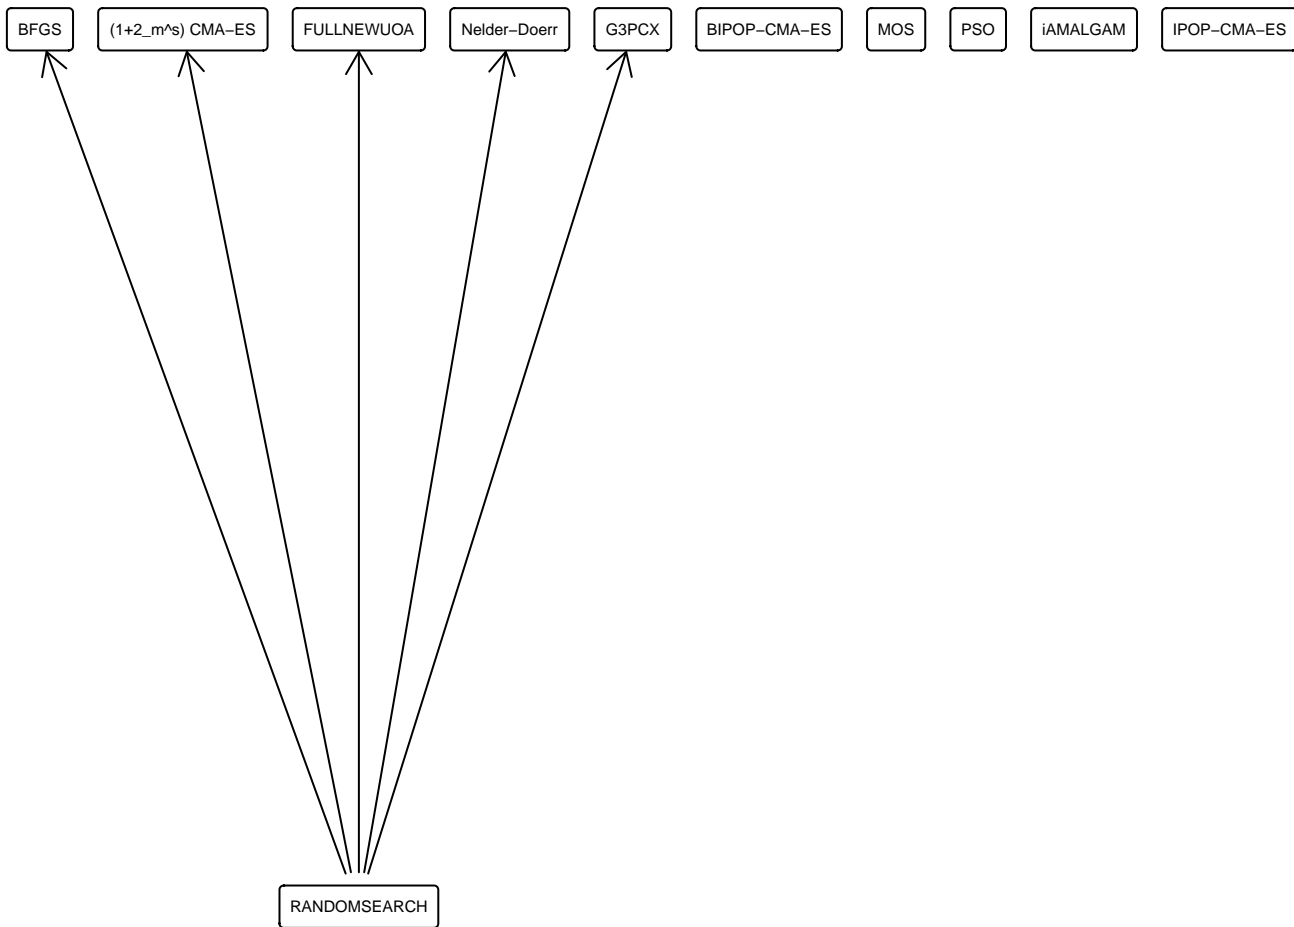 BFGS
(1+2_m^s) CMA−ES
FULLNEWUOA
Nelder−Doerr
G3PCX
BIPOP−CMA−ES
MOS
PSO
iAMALGAM
IPOP−CMA−ES
RANDOMSEARCH